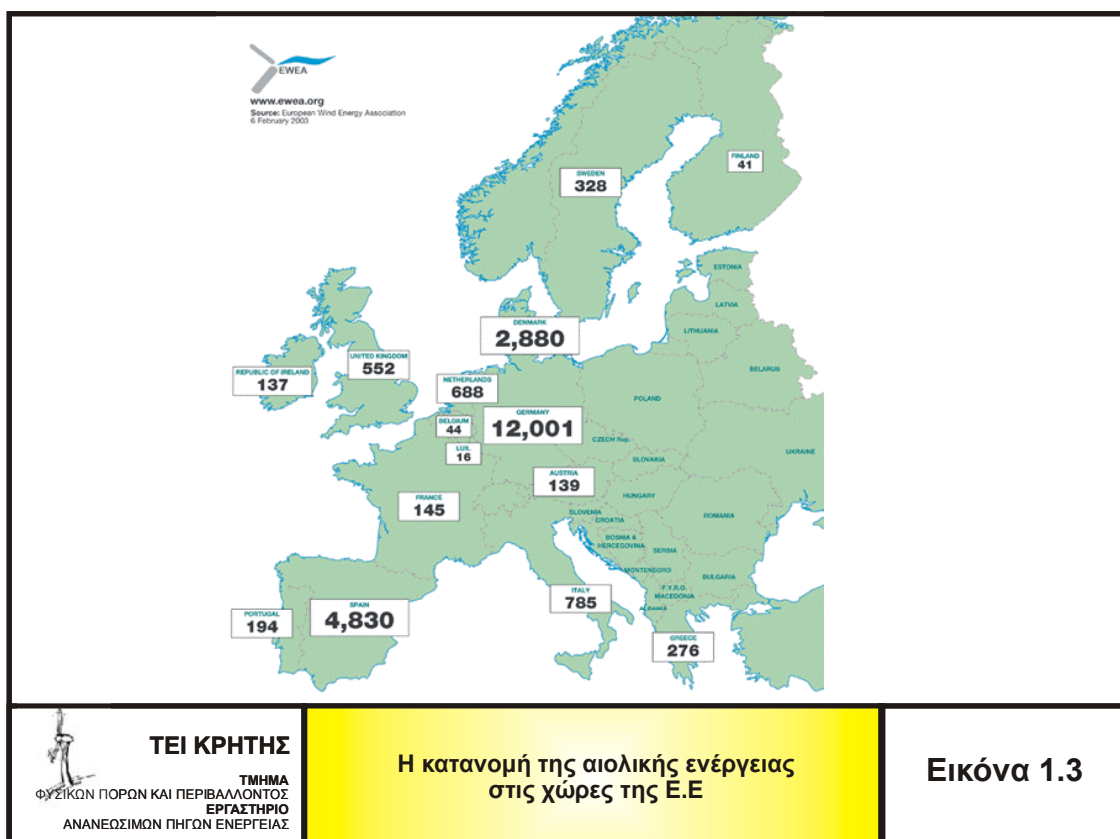 EWEA
www.ewea.org
Source: European Wind Energy Association
6 February 2003
FINLAND
41
SWEDEN
328
ESTONIA
LATVIA
DENMARK
2,880
LITHUANIA
UNITED KINGDOM
552
REPUBLIC OF IRELAND
137
BELARUS
NETHERLANDS
688
POLAND
GERMANY
12,001
BELGIUM
44
CZECH Rep.
LUX.
16
UKRAINE
SLOVAKIA
AUSTRIA
139
FRANCE
145
HUNGARY
SLOVENIA
CROATIA
ROMANIA
BOSNIA &
HERCEGOVINA
SERBIA
MONTENEGRO
BULGARIA
F.Y.R.O.
MACEDONIA
ITALY
785
ALBANIA
SPAIN
4,830
PORTUGAL
194
GREECE
276
ΤΕΙ ΚΡΗΤΗΣ
ΤΜΗΜΑ
ΦΥΣΙΚΩΝ ΠΟΡΩΝ ΚΑΙ ΠΕΡΙΒΑΛΛΟΝΤΟΣ
ΕΡΓΑΣΤΗΡΙΟ
ΑΝΑΝΕΩΣΙΜΩΝ ΠΗΓΩΝ ΕΝΕΡΓΕΙΑΣ
Η κατανομή της αιολικής ενέργειας
στις χώρες της Ε.Ε
Εικόνα 1.3